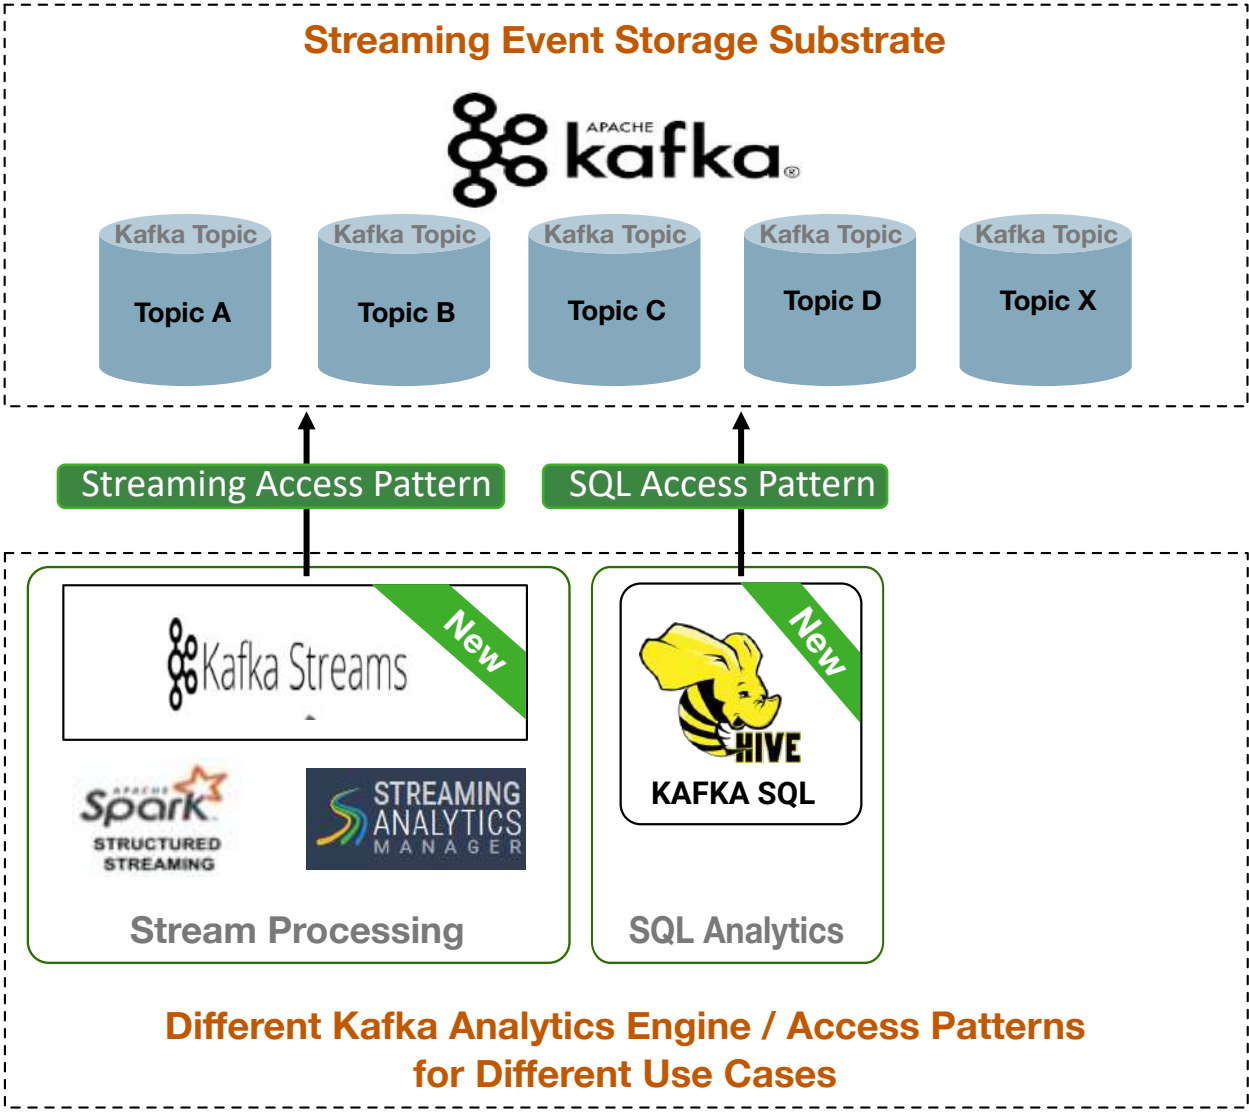 Streaming Event Storage Substrate
APACHE
kafka®
Kafka Topic
Topic A
Kafka Topic
Topic B
Kafka Topic
Topic C
Kafka Topic
Topic D
Kafka Topic
Topic X
Streaming Access Pattern
SQL Access Pattern
Kafka Streams
New
APACHE
Spark
STRUCTURED
STREAMING
STREAMING
ANALYTICS
MANAGER
Stream Processing
New
HIVE
KAFKA SQL
SQL Analytics
Different Kafka Analytics Engine / Access Patterns
for Different Use Cases